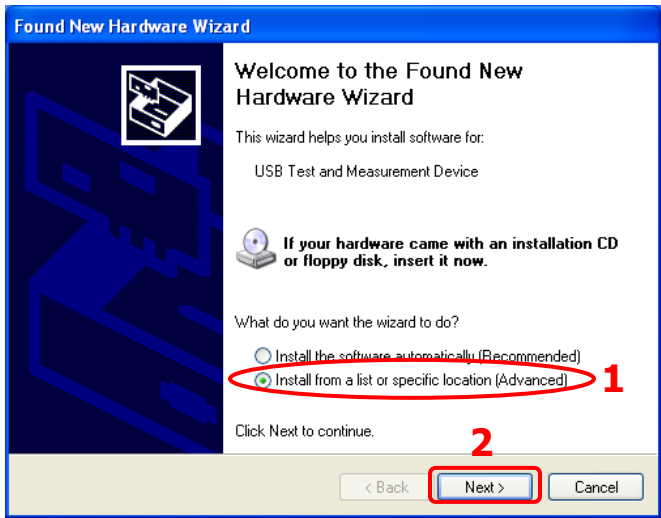 Found New Hardware Wizard
Welcome to the Found New
Hardware Wizard
This wizard helps you install software for:
USB Test and Measurement Device
If your hardware came with an installation CD
or floppy disk, insert it now.
What do you want the wizard to do?
Install the software automatically (Recommended)
Install from a list or specific location (Advanced)
1
Click Next to continue.
2
< Back
Next >
Cancel